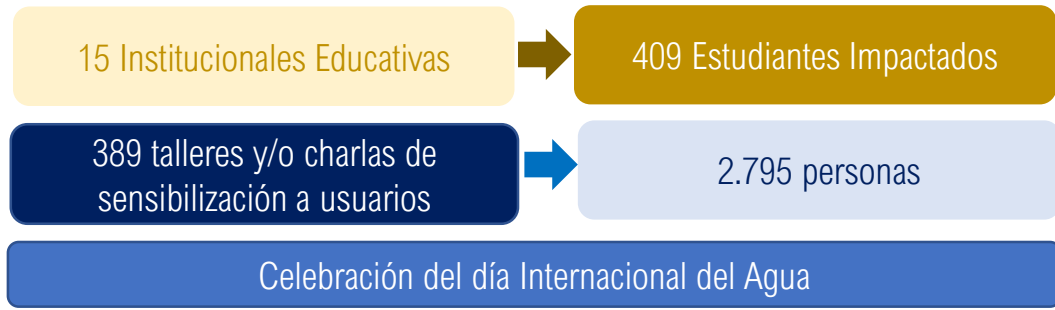 15 Institucionales Educativas
409 Estudiantes Impactados
389 talleres y/o charlas de
sensibilización a usuarios
2.795 personas
Celebración del día Internacional del Agua